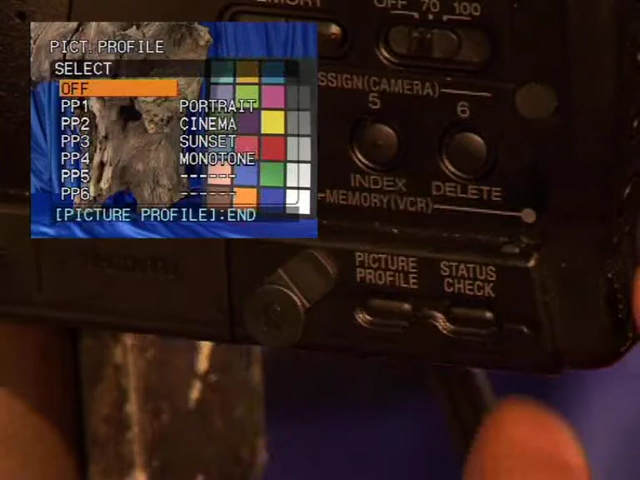 PICT.PROFILE
SELECT
OFF
PP1 PORTRAIT
PP2 CINEMA
PP3 SUNSET
PP4 MONOTONE
PP5 ------
PP6 ------
[PICTURE PROFILE]:END
OFF 70 100
SSIGN(CAMERA)
5 6
INDEX DELETE
MEMORY(VCR)
PICTURE PROFILE
STATUS CHECK